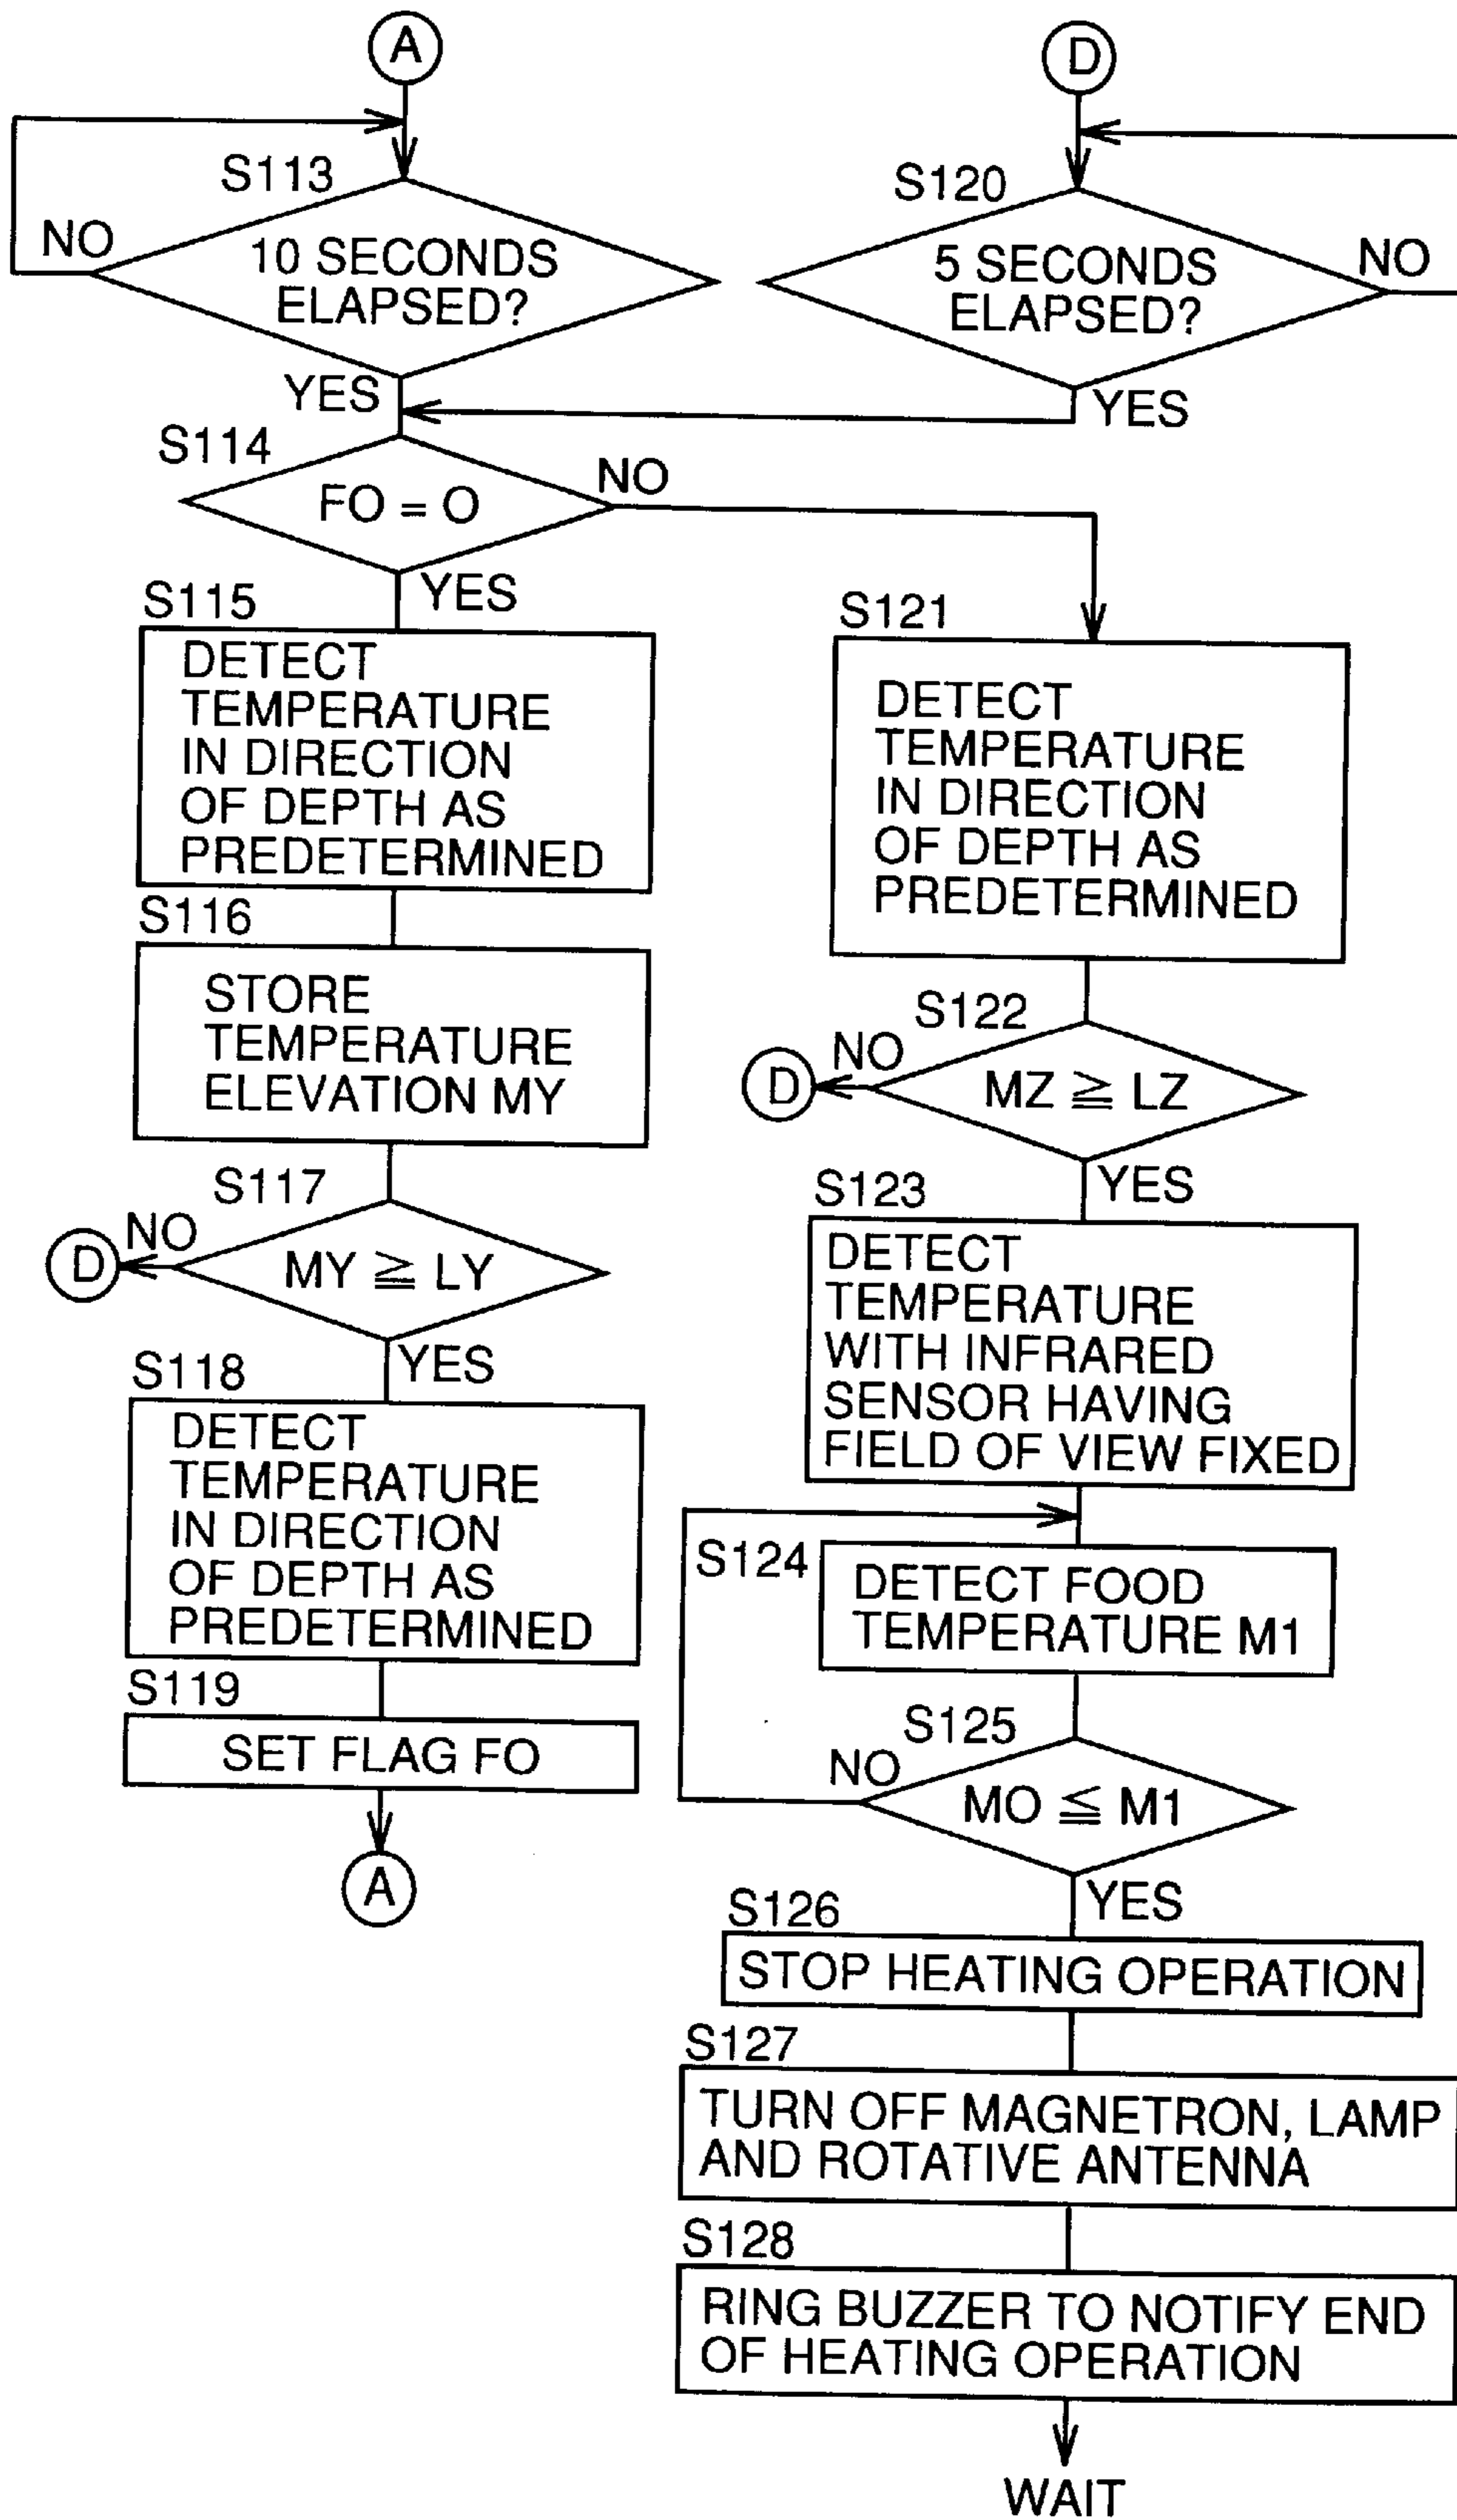 A
S113
NO
10 SECONDS
ELAPSED?
YES
S114
FO = O
NO
YES
S115
DETECT
TEMPERATURE
IN DIRECTION
OF DEPTH AS
PREDETERMINED
S116
STORE
TEMPERATURE
ELEVATION MY
S117
NO
D
MY ≧ LY
YES
S118
DETECT
TEMPERATURE
IN DIRECTION
OF DEPTH AS
PREDETERMINED
S119
SET FLAG FO
A
D
S120
5 SECONDS
ELAPSED?
NO
YES
S121
DETECT
TEMPERATURE
IN DIRECTION
OF DEPTH AS
PREDETERMINED
S122
NO
D
MZ ≧ LZ
YES
S123
DETECT
TEMPERATURE
WITH INFRARED
SENSOR HAVING
FIELD OF VIEW FIXED
S124
DETECT FOOD
TEMPERATURE M1
S125
NO
MO ≦ M1
YES
S126
STOP HEATING OPERATION
S127
TURN OFF MAGNETRON, LAMP
AND ROTATIVE ANTENNA
S128
RING BUZZER TO NOTIFY END
OF HEATING OPERATION
WAIT